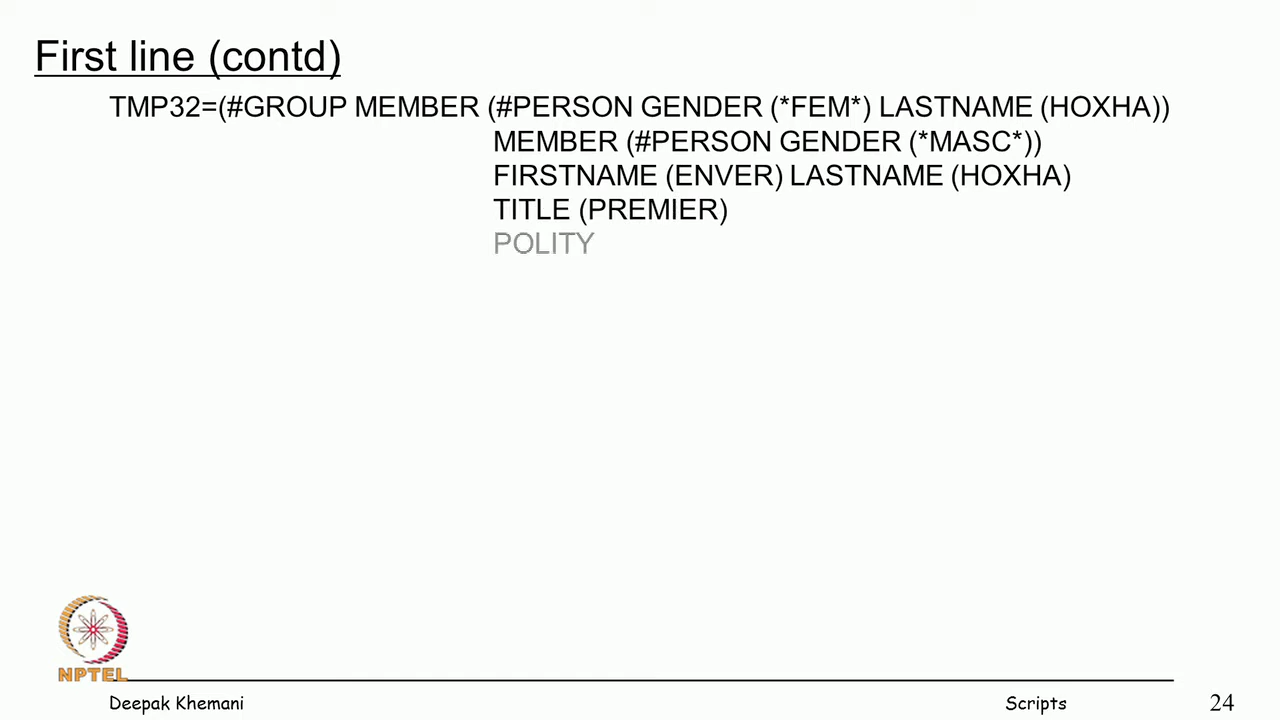 First line (contd)
TMP32=(#GROUP MEMBER (#PERSON GENDER (*FEM*) LASTNAME (HOXHA))
MEMBER (#PERSON GENDER (*MASC*))
FIRSTNAME (ENVER) LASTNAME (HOXHA)
TITLE (PREMIER)
POLITY
NPTEL
Deepak Khemani Scripts 24